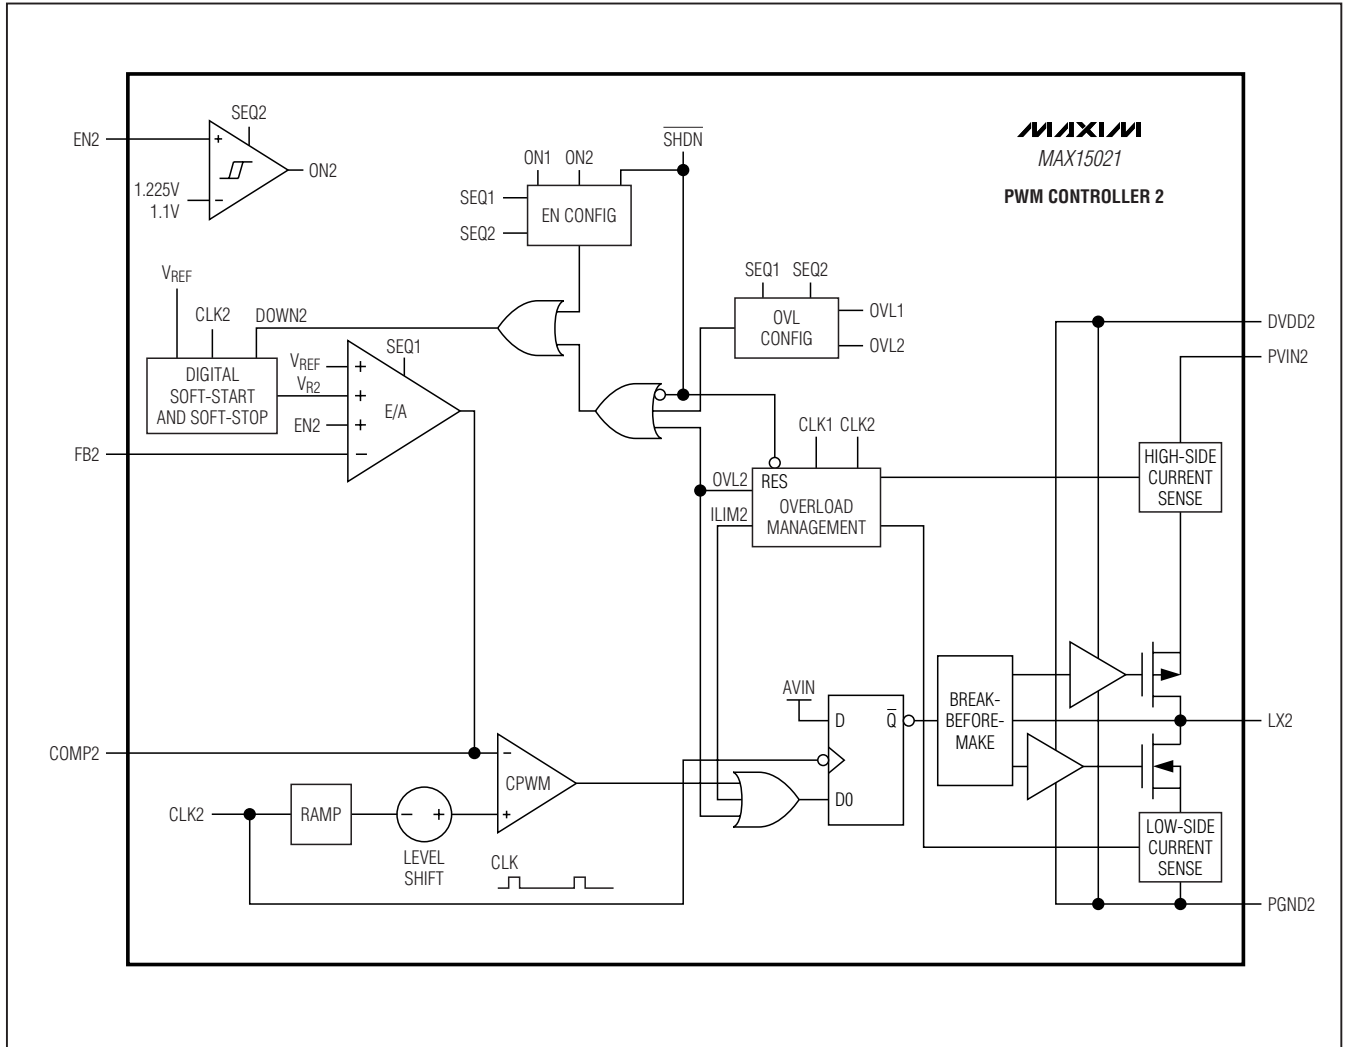 MAXIM
MAX15021
PWM CONTROLLER 2
EN2
SEQ2
+
−
ON2
1.225V
1.1V
SHDN
ON1 ON2
SEQ1
SEQ2
EN CONFIG
SEQ1 SEQ2
OVL
CONFIG
OVL1
OVL2
VREF
CLK2
DOWN2
DIGITAL
SOFT-START
AND SOFT-STOP
VREF
VR2
EN2
SEQ1
+
+
+
−
E/A
FB2
DVDD2
PVIN2
CLK1 CLK2
HIGH-SIDE
CURRENT
SENSE
OVL2
ILIM2
RES
OVERLOAD
MANAGEMENT
AVIN
D
Q
D0
BREAK-
BEFORE-
MAKE
LX2
COMP2
−
CPWM
+
CLK2
RAMP
− +
LEVEL
SHIFT
CLK
LOW-SIDE
CURRENT
SENSE
PGND2